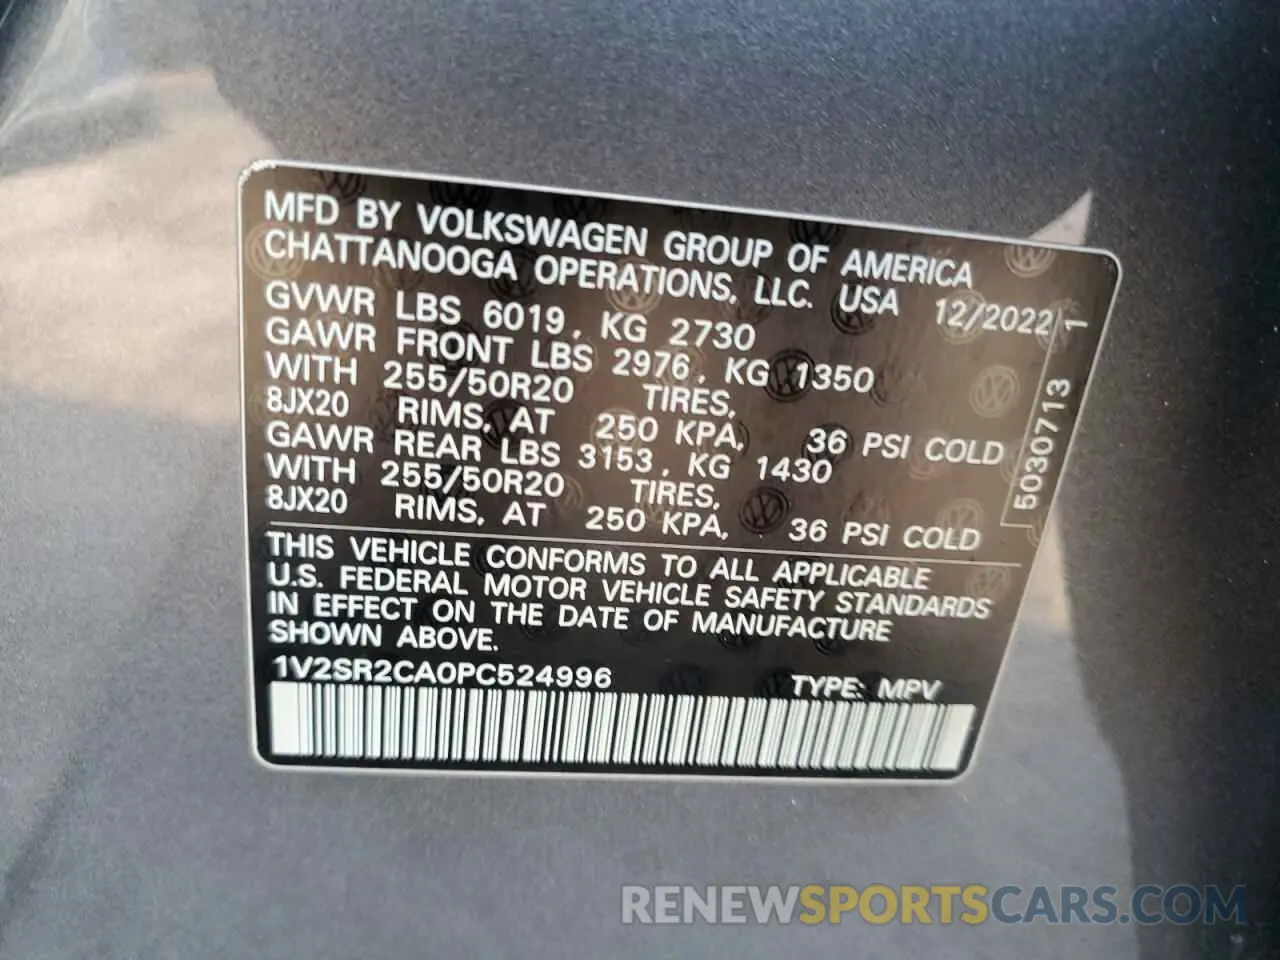 MFD BY VOLKSWAGEN GROUP OF AMERICA
CHATTANOOGA OPERATIONS, LLC. USA 12/2022 1
GVWR LBS 6019, KG 2730
GAWR FRONT LBS 2976, KG 1350
WITH 255/50R20 TIRES,
8JX20 RIMS, AT 250 KPA, 36 PSI COLD
GAWR REAR LBS 3153, KG 1430
WITH 255/50R20 TIRES,
8JX20 RIMS, AT 250 KPA, 36 PSI COLD
5030713
THIS VEHICLE CONFORMS TO ALL APPLICABLE
U.S. FEDERAL MOTOR VEHICLE SAFETY STANDARDS
IN EFFECT ON THE DATE OF MANUFACTURE
SHOWN ABOVE.
1V2SR2CA0PC524996 TYPE: MPV
RENEWSPORTSCARS.COM